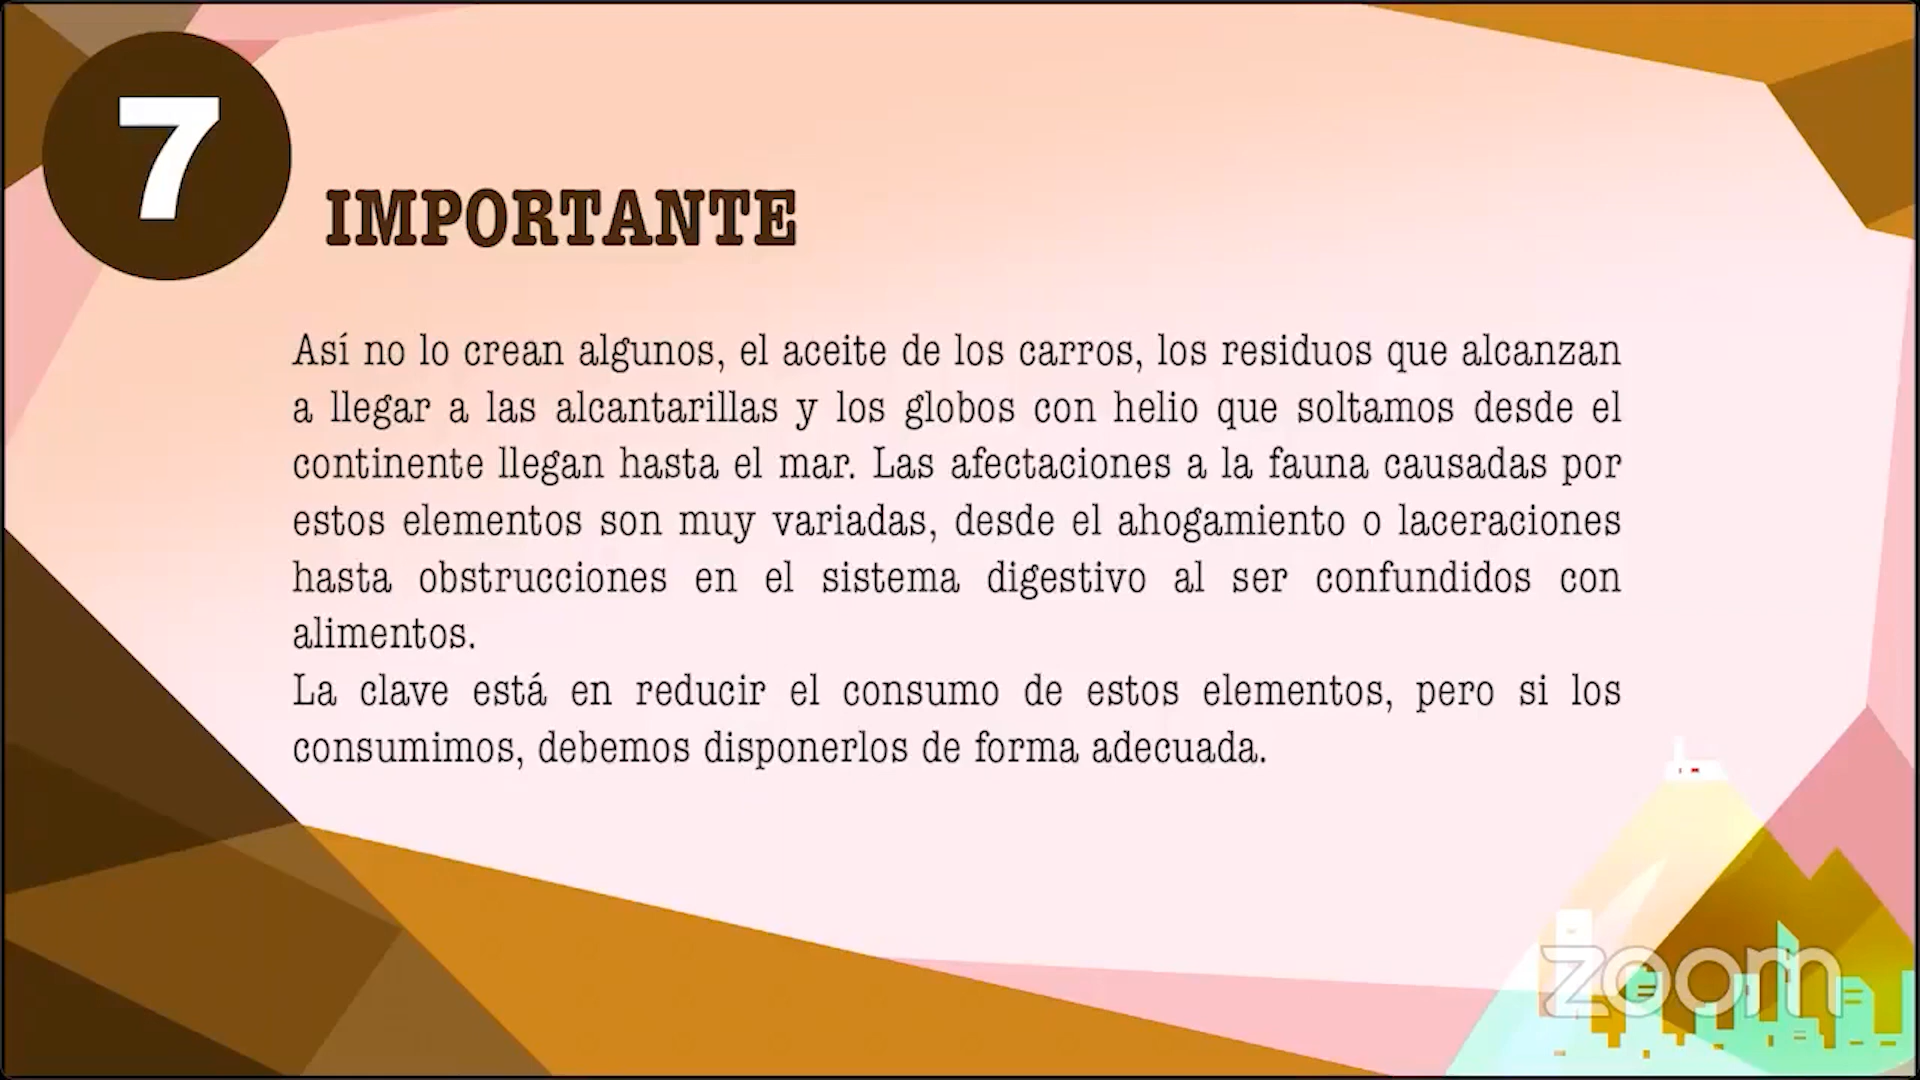 7
IMPORTANTE
Así no lo crean algunos, el aceite de los carros, los residuos que alcanzan
a llegar a las alcantarillas y los globos con helio que soltamos desde el
continente llegan hasta el mar. Las afectaciones a la fauna causadas por
estos elementos son muy variadas, desde el ahogamiento o laceraciones
hasta obstrucciones en el sistema digestivo al ser confundidos con
alimentos.
La clave está en reducir el consumo de estos elementos, pero si los
consumimos, debemos disponerlos de forma adecuada.
zoom